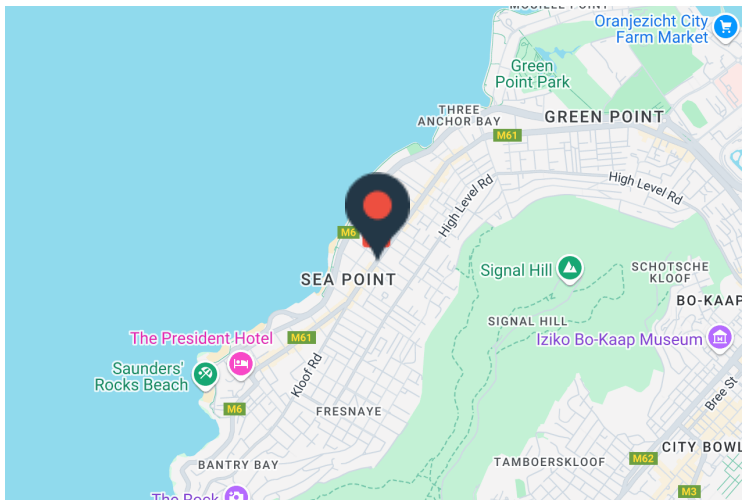 MOUILLE POINT
Oranjezicht City
Farm Market
Green
Point Park
THREE
ANCHOR BAY
GREEN POINT
M61
High Level Rd
High Level Rd
M6
SEA POINT
Signal Hill
SCHOTSCHE
KLOOF
BO-KAAP
SIGNAL HILL
Iziko Bo-Kaap Museum
The President Hotel
M61
Saunders'
Rocks Beach
Kloof Rd
Bree St
M6
FRESNAYE
CITY BOWL
BANTRY BAY
TAMBOERSKLOOF
M62
The Rock
M3